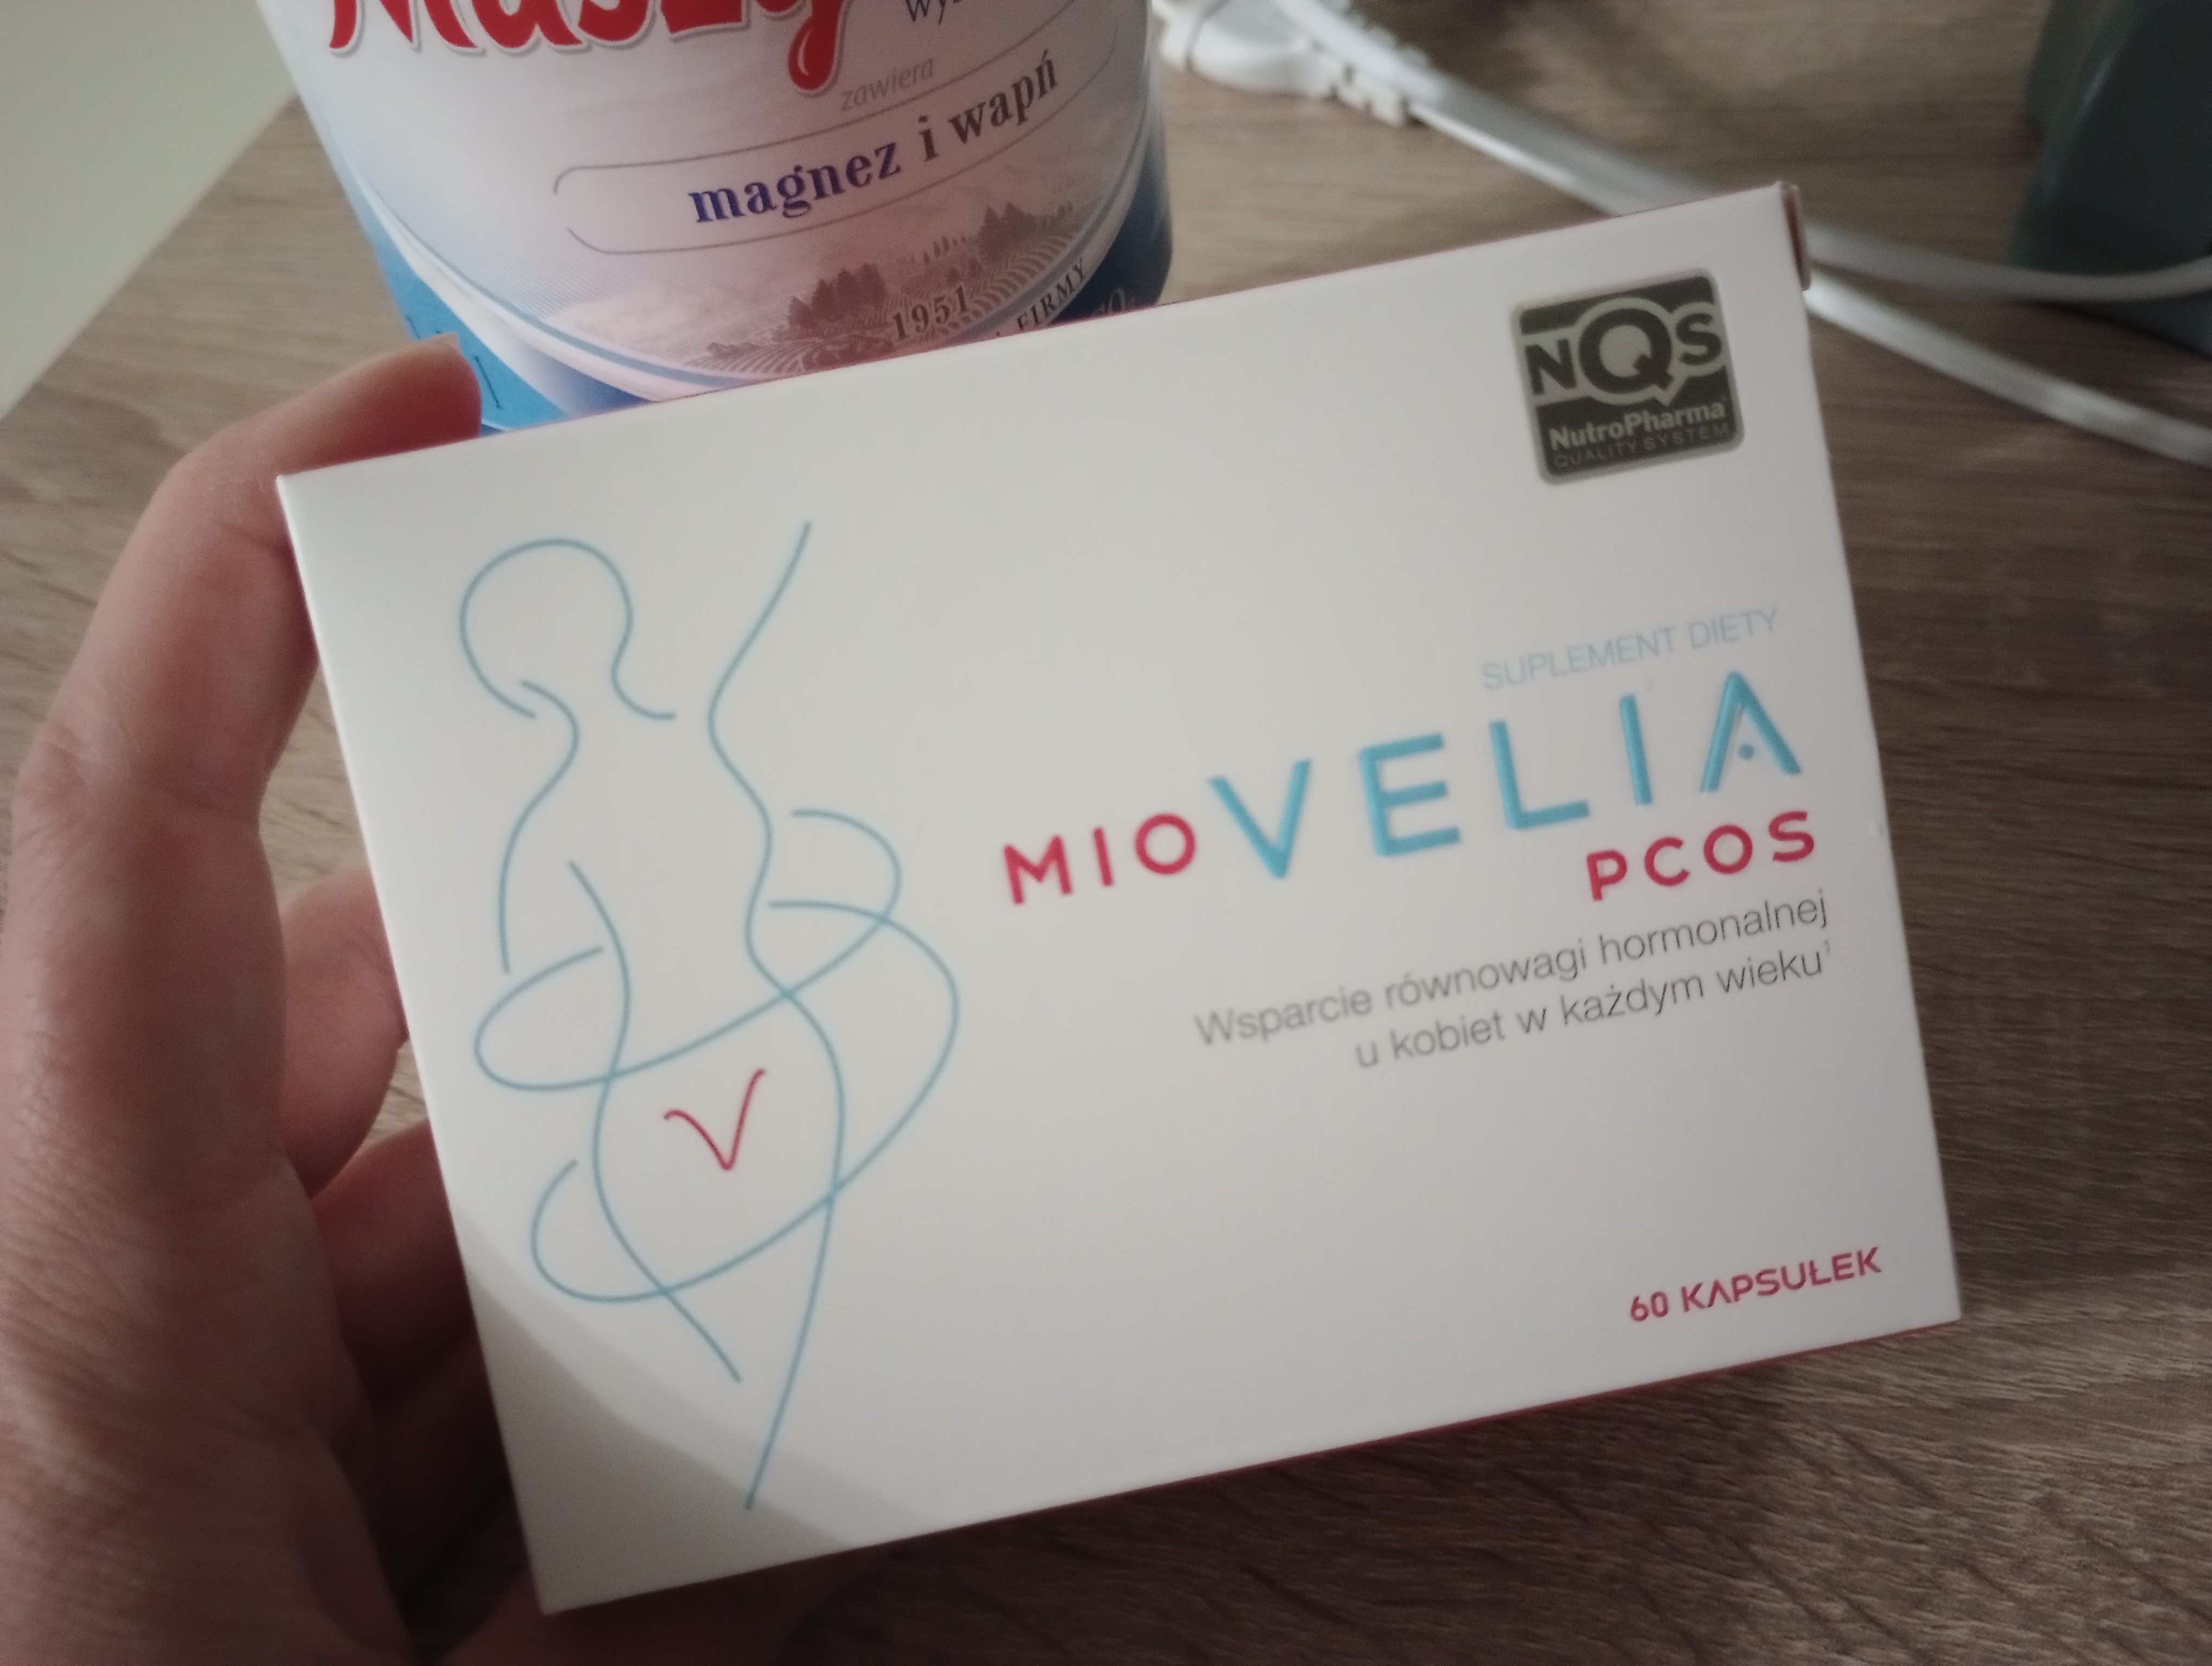 zawiera
magnez i wapń
1951
FIRMY
NQS
NutroPharma
QUALITY SYSTEM
SUPLEMENT DIETY
MIOVELIA
PCOS
Wsparcie równowagi hormonalnej
u kobiet w każdym wieku¹
60 KAPSUŁEK